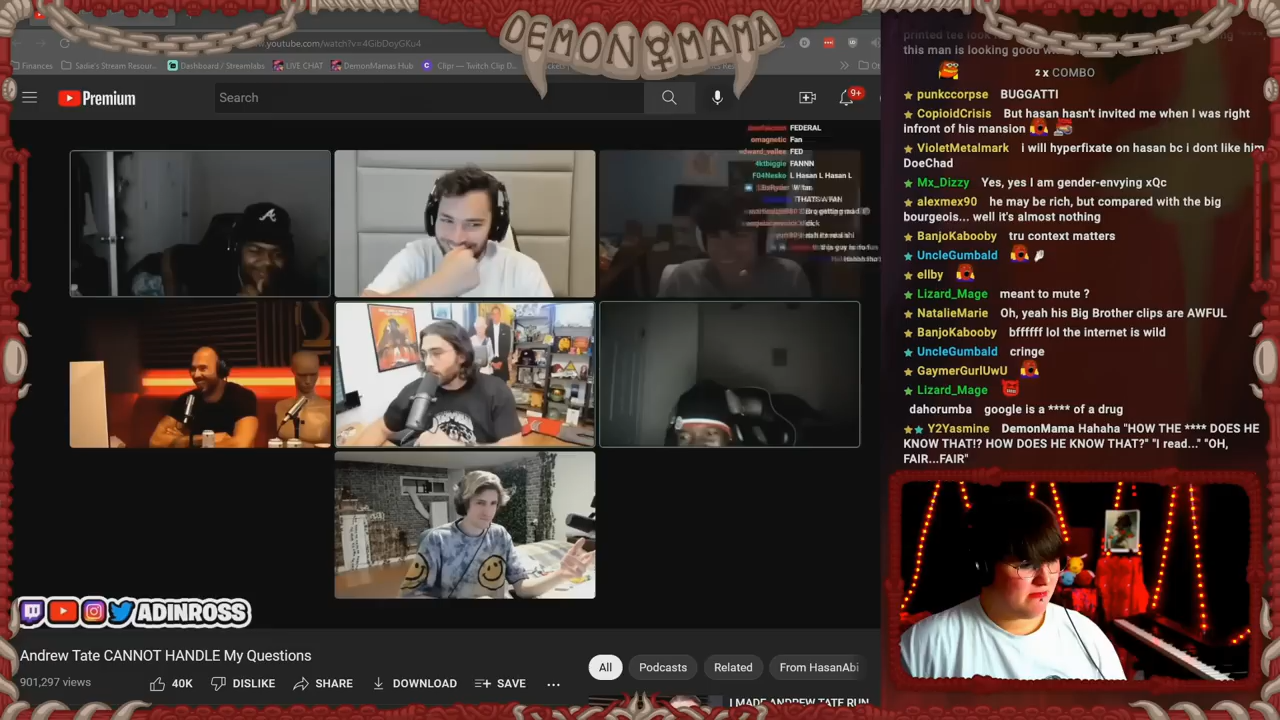 DEMON MAMA
youtube.com/watch?v=4GibDoyGKu4
Finances
Sadie's Stream Resour...
Dashboard / Streamlabs
LIVE CHAT
DemonMamas Hub
Clipr — Twitch Clip D...
Premium
Search
9+
FEDERAL
Fan
FED
4ktbiggie FANNN
F04Nesko L Hasan L Hasan L
W fan
THATS A FAN
ADINROSS
Andrew Tate CANNOT HANDLE My Questions
901,297 views
40K
DISLIKE
SHARE
DOWNLOAD
SAVE
...
All
Podcasts
Related
From HasanAbi
I MADE ANDREW TATE RUN
this man is looking good
2 x COMBO
punkccorpse BUGGATTI
CopioidCrisis But hasan hasn't invited me when I was right
infront of his mansion
VioletMetalmark i will hyperfixate on hasan bc i dont like him
DoeChad
Mx_Dizzy Yes, yes I am gender-envying xQc
alexmex90 he may be rich, but compared with the big
bourgeois... well it's almost nothing
BanjoKabooby tru context matters
UncleGumbald
ellby
Lizard_Mage meant to mute ?
NatalieMarie Oh, yeah his Big Brother clips are AWFUL
BanjoKabooby bffffff lol the internet is wild
UncleGumbald cringe
GaymerGurlUwU
Lizard_Mage
dahorumba google is a **** of a drug
Y2Yasmine DemonMama Hahaha "HOW THE **** DOES HE
KNOW THAT!? HOW DOES HE KNOW THAT?" "I read..." "OH,
FAIR...FAIR"